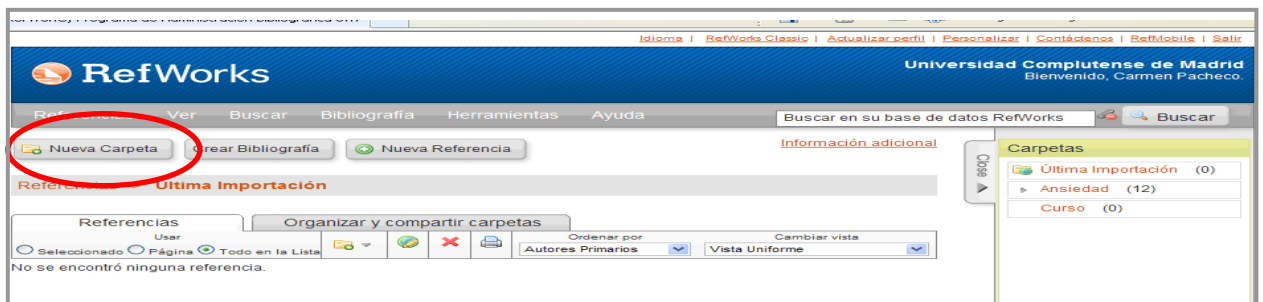 Idioma | RefWorks Classic | Actualizar perfil | Personalizar | Contáctenos | RefMobile | Salir
RefWorks
Universidad Complutense de Madrid
Bienvenido, Carmen Pacheco.
Referencias Ver Buscar Bibliografía Herramientas Ayuda
Buscar en su base de datos RefWorks Buscar
Nueva Carpeta Crear Bibliografía Nueva Referencia
Información adicional
Referencias Última Importación
Close
Carpetas
Última Importación (0)
Ansiedad (12)
Curso (0)
Referencias Organizar y compartir carpetas
Usar
Seleccionado Página Todo en la Lista
Ordenar por
Autores Primarios
Cambiar vista
Vista Uniforme
No se encontró ninguna referencia.